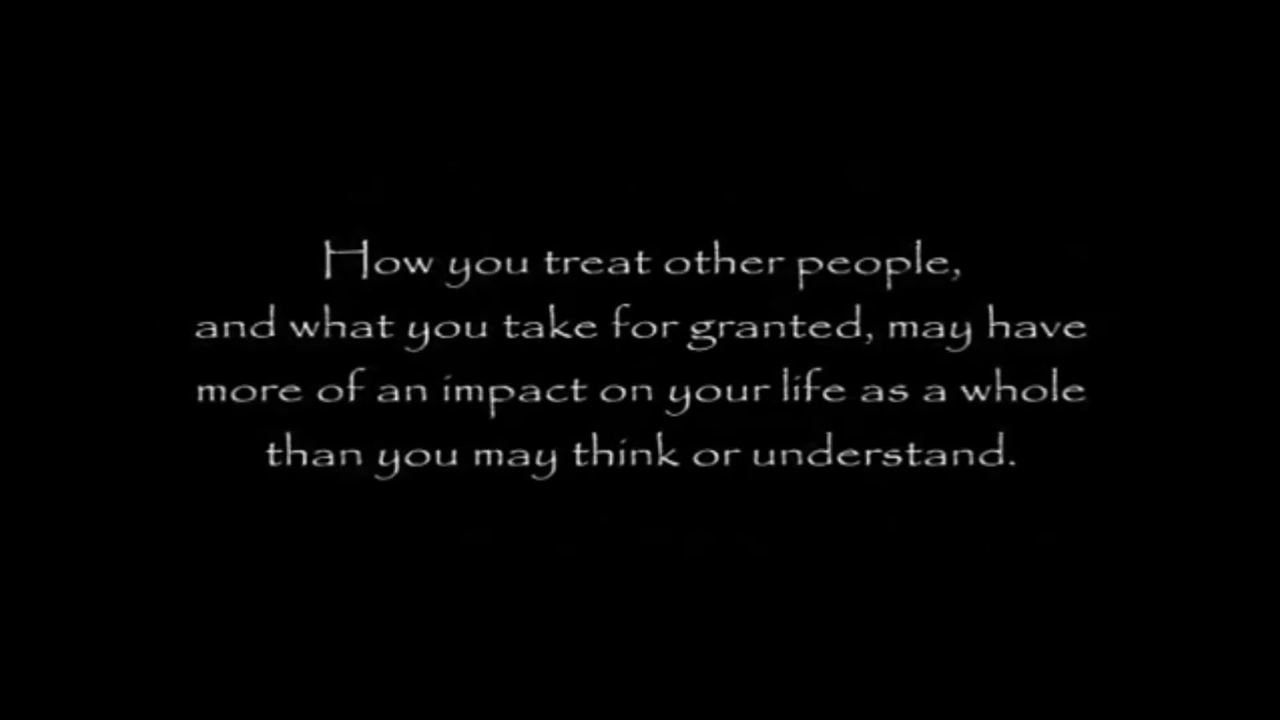 How you treat other people,
and what you take for granted, may have
more of an impact on your life as a whole
than you may think or understand.